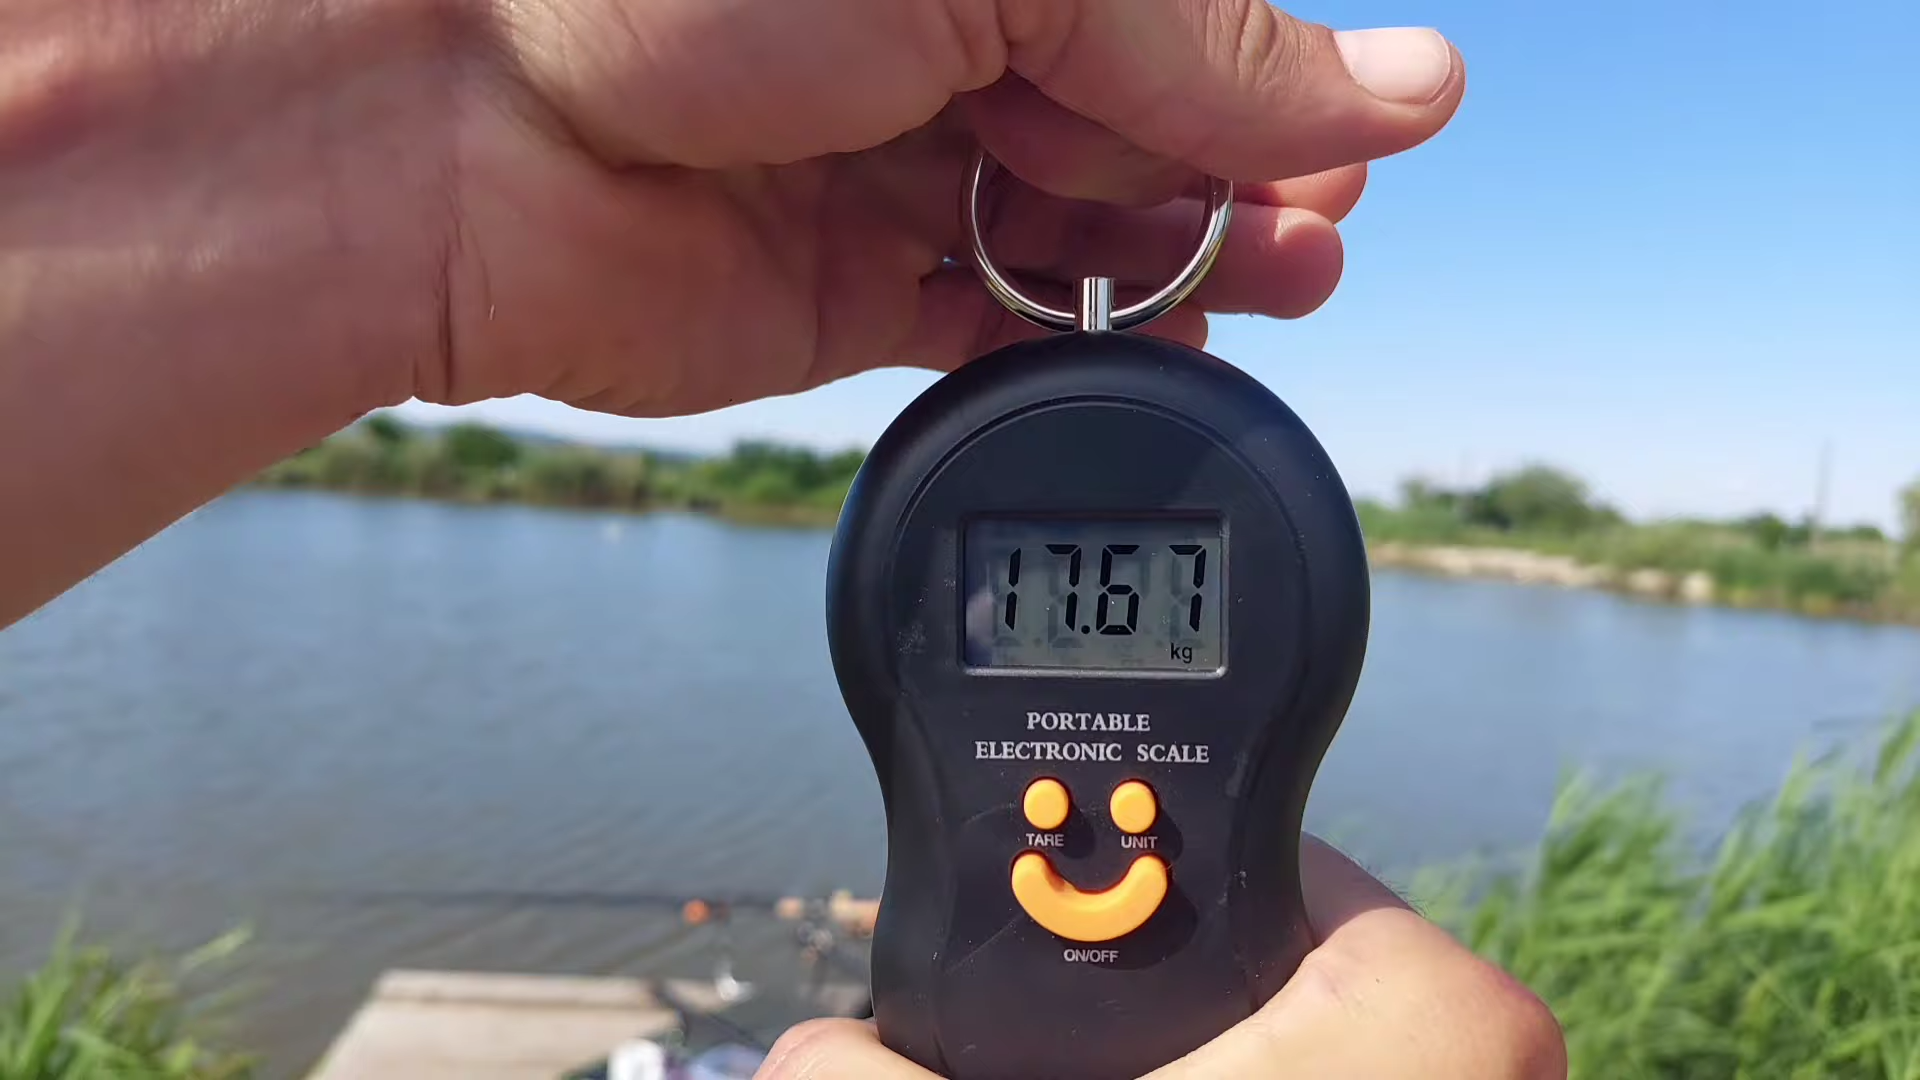 17.67
kg
PORTABLE
ELECTRONIC SCALE
TARE UNIT
ON/OFF